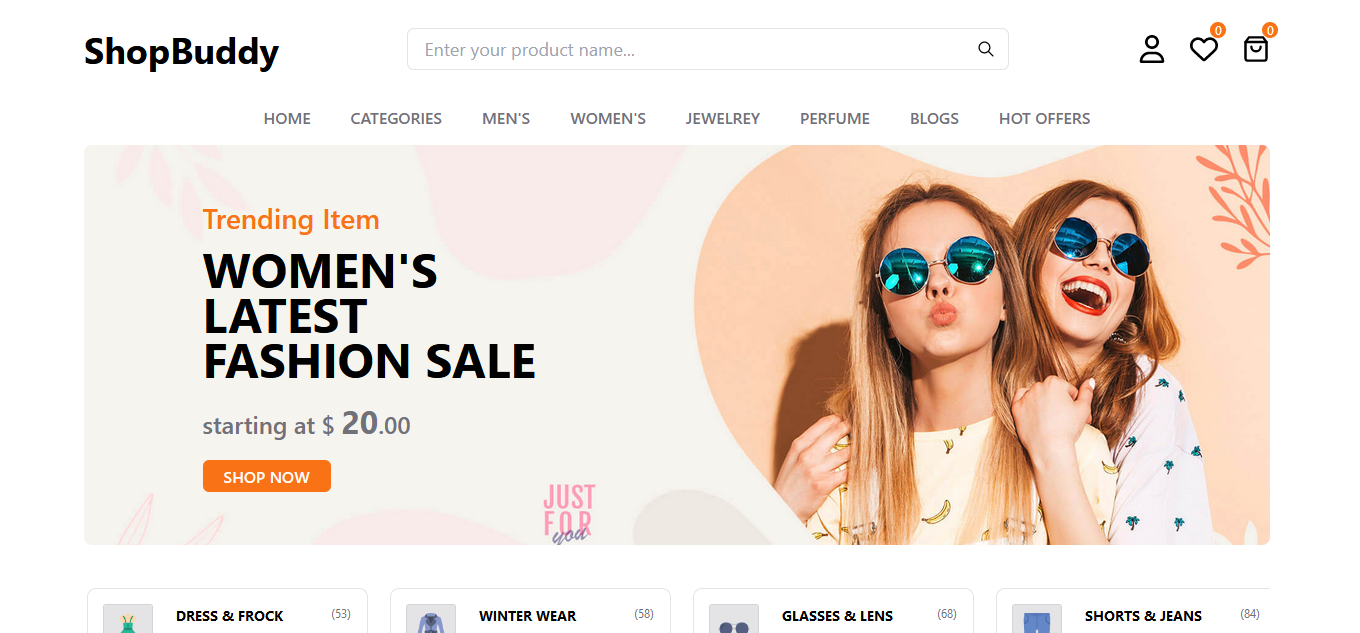 ShopBuddy
Enter your product name...
0
0
HOME CATEGORIES MEN'S WOMEN'S JEWELREY PERFUME BLOGS HOT OFFERS
Trending Item
WOMEN'S
LATEST
FASHION SALE
starting at $ 20.00
SHOP NOW
JUST
FOR
you
DRESS & FROCK (53)
WINTER WEAR (58)
GLASSES & LENS (68)
SHORTS & JEANS (84)